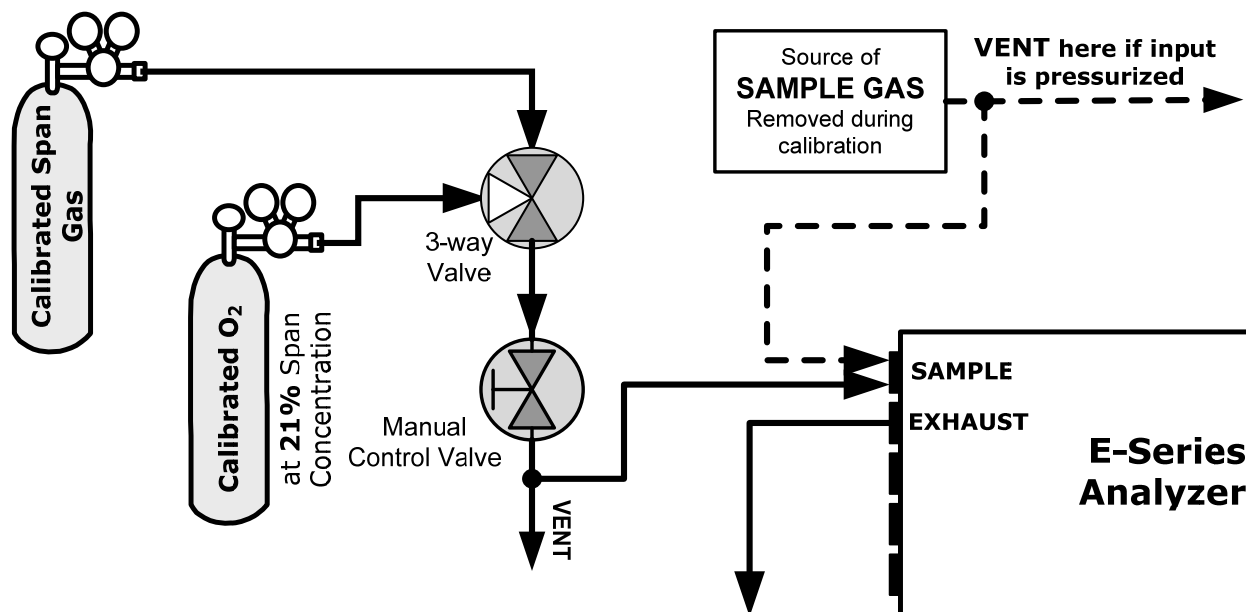 Calibrated Span
Gas
Calibrated O₂
at 21% Span
Concentration
3-way
Valve
Manual
Control Valve
VENT
Source of
SAMPLE GAS
Removed during
calibration
VENT here if input
is pressurized
SAMPLE
EXHAUST
E-Series
Analyzer